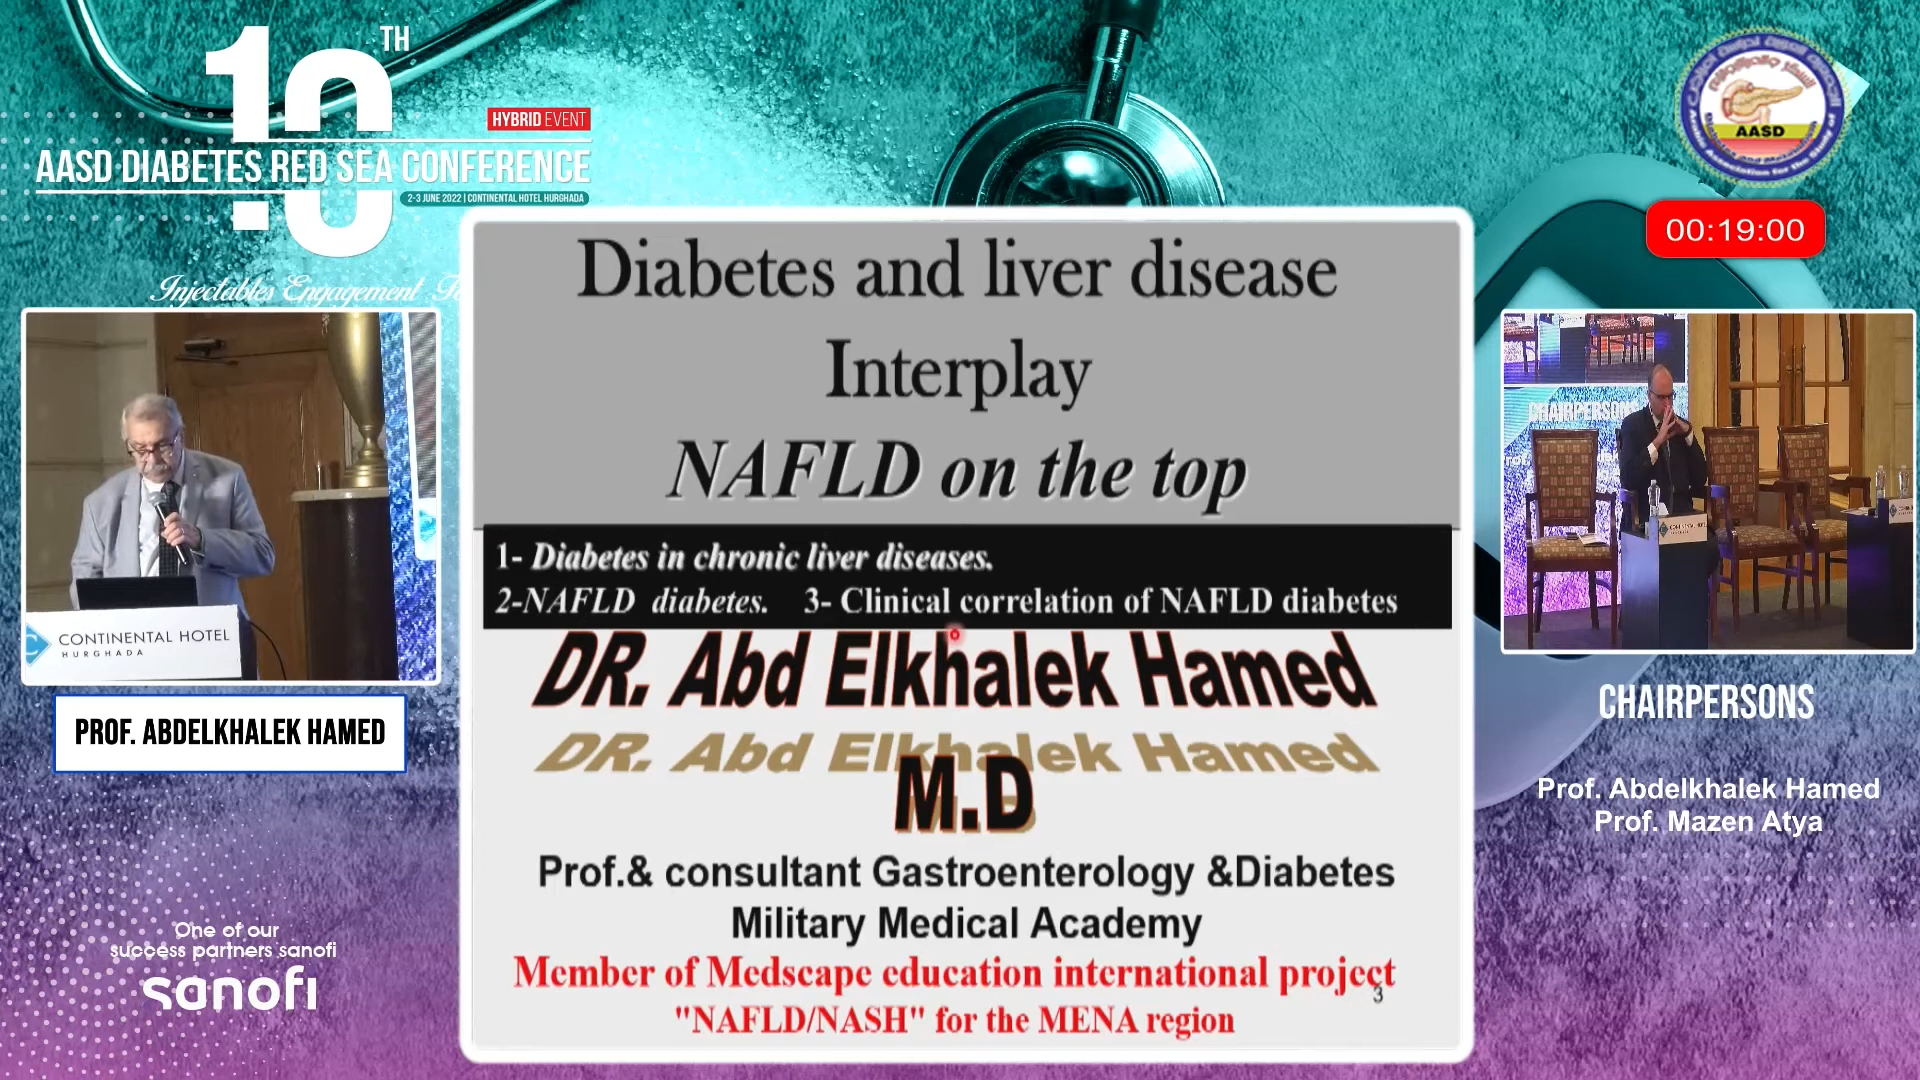 10TH
HYBRID EVENT
AASD DIABETES RED SEA CONFERENCE
2-3 JUNE 2022 | CONTINENTAL HOTEL HURGHADA
Injectables Engagement
AASD
00:19:00
Diabetes and liver disease
Interplay
NAFLD on the top
1- Diabetes in chronic liver diseases.
2-NAFLD diabetes. 3- Clinical correlation of NAFLD diabetes
DR. Abd Elkhalek Hamed
M.D
Prof.& consultant Gastroenterology &Diabetes
Military Medical Academy
Member of Medscape education international project
"NAFLD/NASH" for the MENA region
3
CONTINENTAL HOTEL
HURGHADA
PROF. ABDELKHALEK HAMED
One of our
success partners sanofi
sanofi
CHAIRPERSONS
CONTINENTAL HOTEL
HURGHADA
CHAIRPERSONS
Prof. Abdelkhalek Hamed
Prof. Mazen Atya